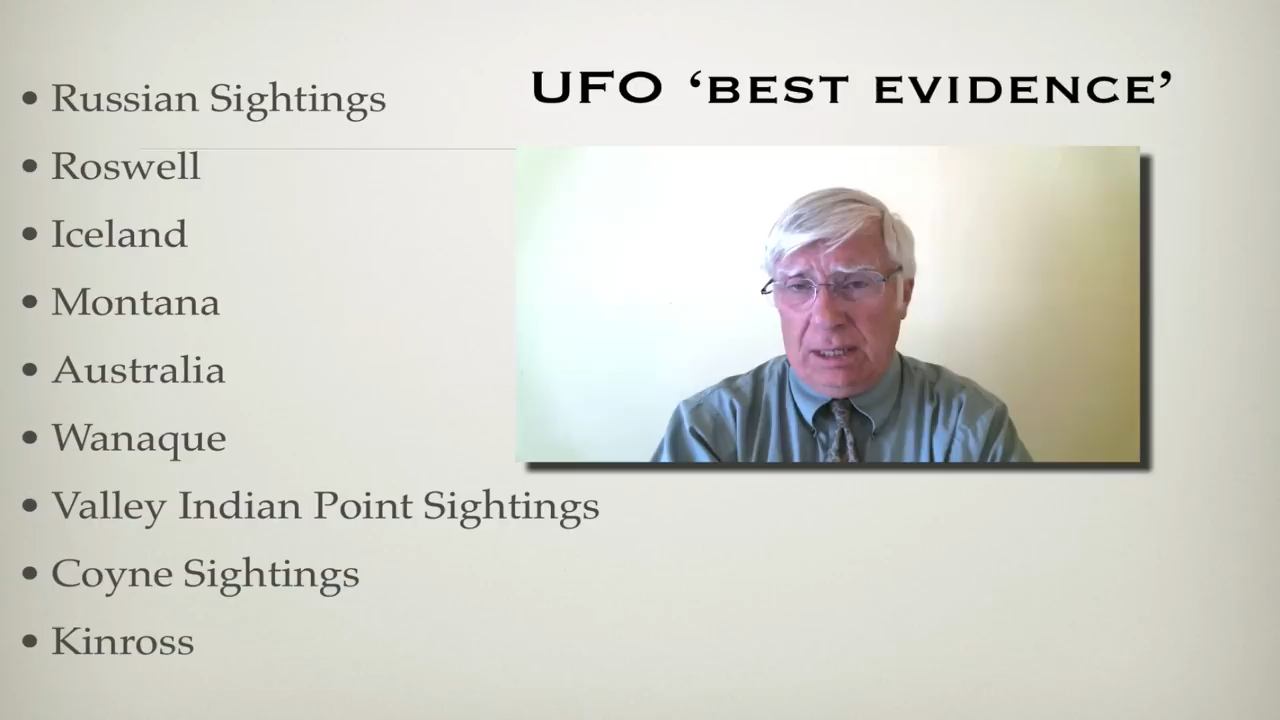 UFO ‘BEST EVIDENCE’
• Russian Sightings
• Roswell
• Iceland
• Montana
• Australia
• Wanaque
• Valley Indian Point Sightings
• Coyne Sightings
• Kinross